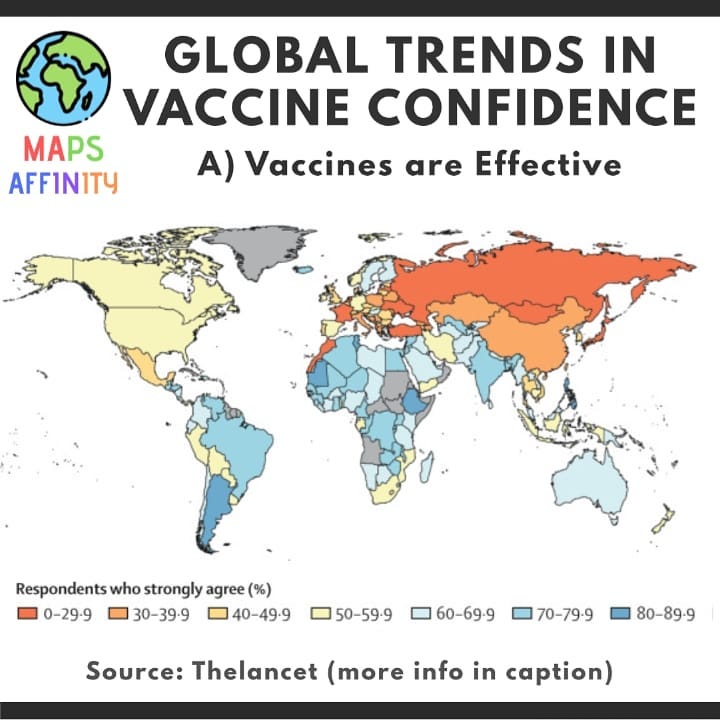 GLOBAL TRENDS IN
VACCINE CONFIDENCE
MAPS
AFFINITY
A) Vaccines are Effective
Respondents who strongly agree (%)
0–29·9 30–39·9 40–49·9 50–59·9 60–69·9 70–79·9 80–89·9
Source: Thelancet (more info in caption)